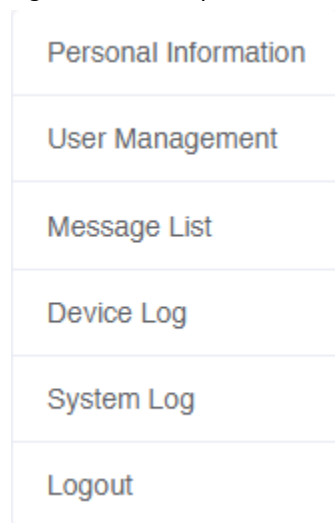 Personal Information
User Management
Message List
Device Log
System Log
Logout